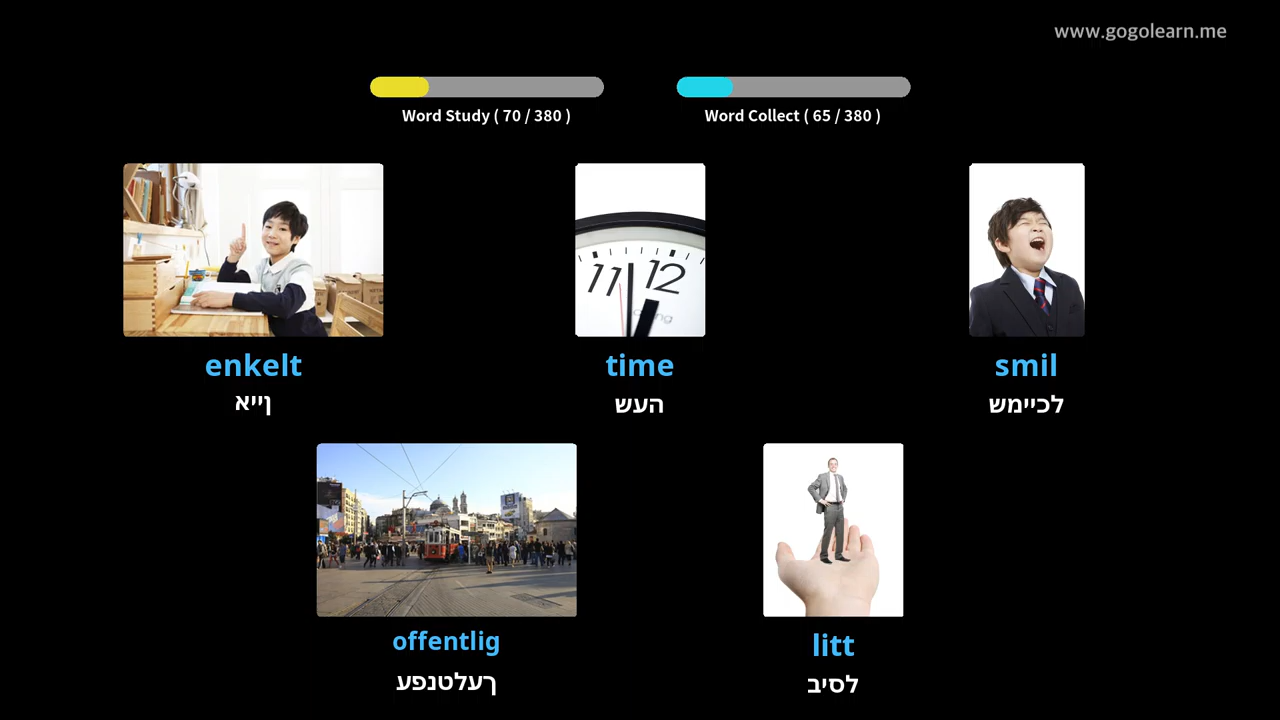 www.gogolearn.me
Word Study ( 70 / 380 )
Word Collect ( 65 / 380 )
enkelt
ןייא
time
העש
smil
לכיימש
offentlig
ךעלטנפע
litt
לסיב